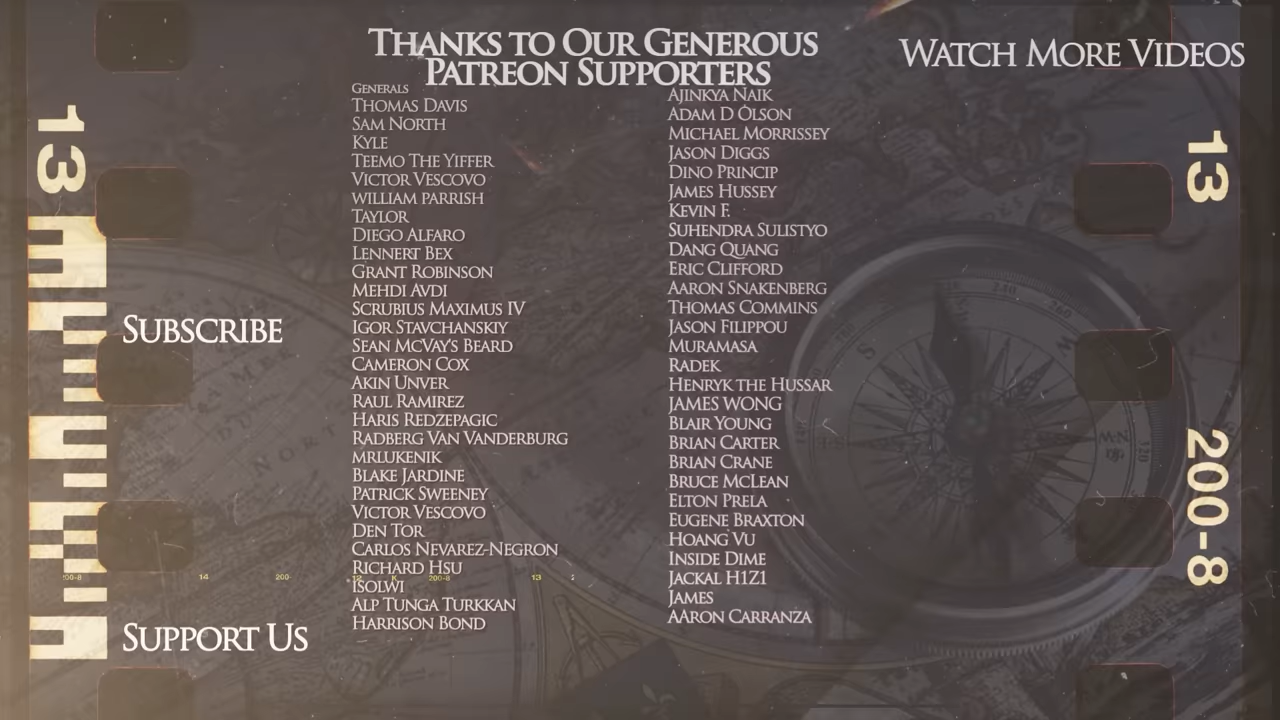 Thanks to Our Generous
Patreon Supporters
Watch More Videos
Generals
Thomas Davis
Sam North
Kyle
Teemo The Yiffer
Victor Vescovo
william parrish
Taylor
Diego Alfaro
Lennert Bex
Grant Robinson
Mehdi Avdi
Scrubius Maximus IV
Igor Stavchanskiy
Sean McVay's Beard
Cameron Cox
Akin Unver
Raul Ramirez
Haris Redzepagic
Radberg Van Vanderburg
mrlukenik
Blake Jardine
Patrick Sweeney
Victor Vescovo
Den Tor
Carlos Nevarez-Negron
Richard Hsu
Isolwi
Alp Tunga Turkkan
Harrison Bond
Ajinkya Naik
Adam D Olson
Michael Morrissey
Jason Diggs
Dino Princip
James Hussey
Kevin F.
Suhendra Sulistyo
Dang Quang
Eric Clifford
Aaron Snakenberg
Thomas Commins
Jason Filippou
Muramasa
Radek
Henryk the Hussar
James Wong
Blair Young
Brian Carter
Brian Crane
Bruce McLean
Elton Prela
Eugene Braxton
Hoang Vu
Inside Dime
Jackal H1Z1
James
AAron Carranza
Subscribe
Support Us
13
13
200-8
14
200-
200-8
13